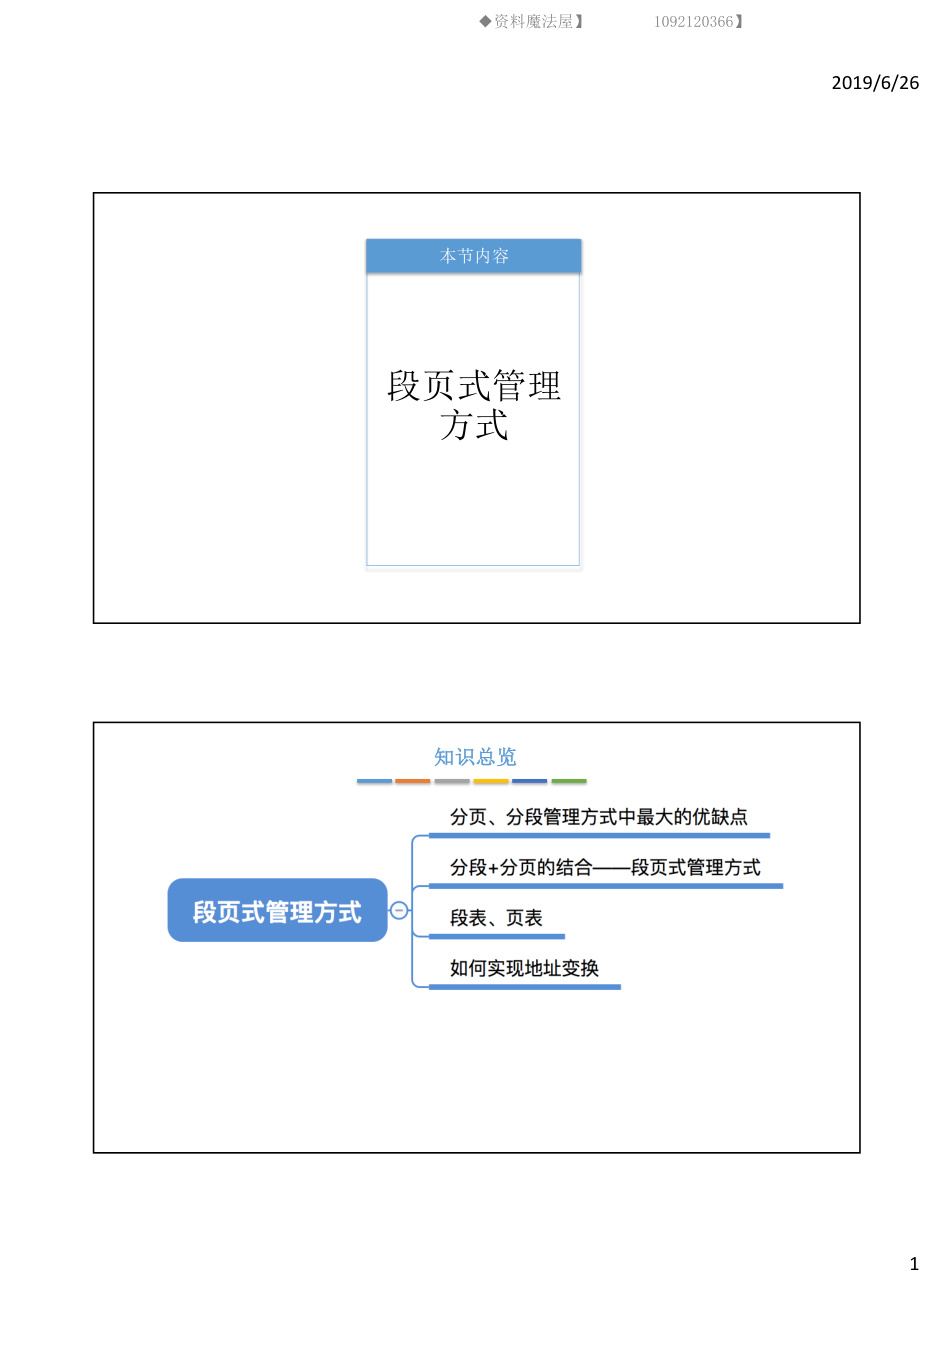 ◆资料魔法屋】 1092120366】
2019/6/26
本节内容
段页式管理
方式
知识总览
分页、分段管理方式中最大的优缺点
分段+分页的结合——段页式管理方式
段页式管理方式
段表、页表
如何实现地址变换
1